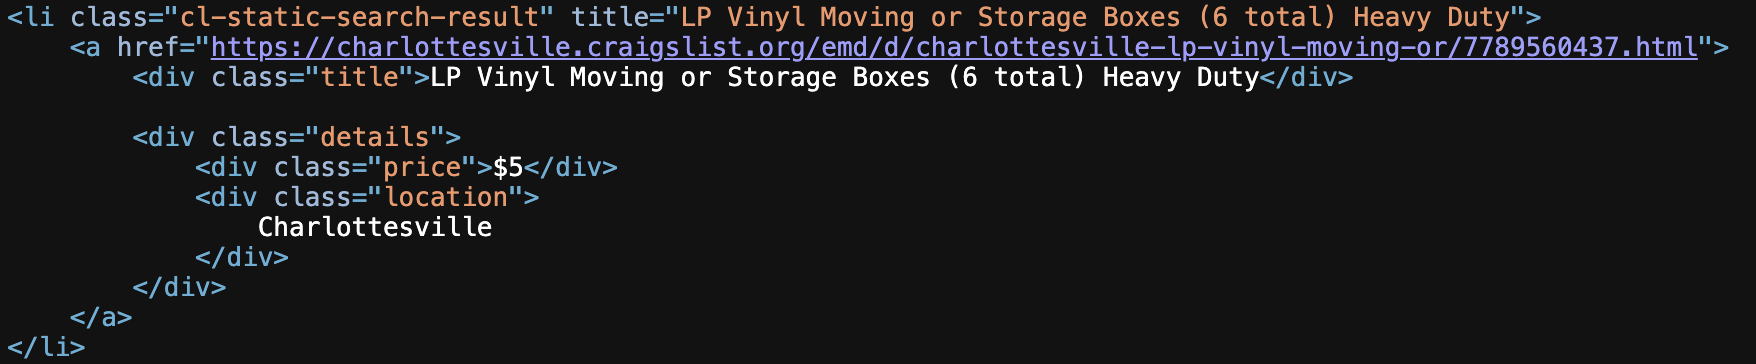 <li class="cl-static-search-result" title="LP Vinyl Moving or Storage Boxes (6 total) Heavy Duty">
    <a href="https://charlottesville.craigslist.org/emd/d/charlottesville-lp-vinyl-moving-or/7789560437.html">
        <div class="title">LP Vinyl Moving or Storage Boxes (6 total) Heavy Duty</div>

        <div class="details">
            <div class="price">$5</div>
            <div class="location">
                Charlottesville
            </div>
        </div>
    </a>
</li>